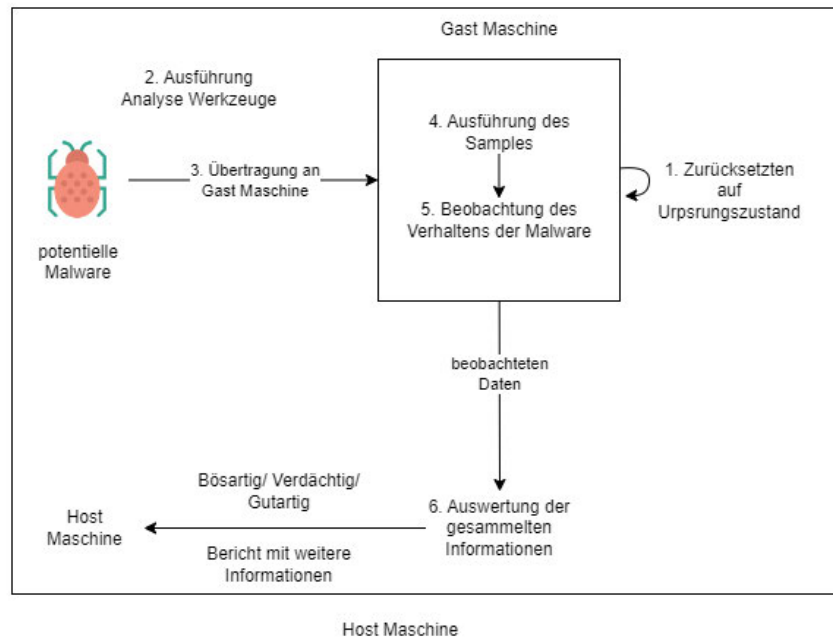 Gast Maschine
2. Ausführung
Analyse Werkzeuge
4. Ausführung des
Samples
3. Übertragung an
Gast Maschine
1. Zurücksetzten
auf
Urpsrungszustand
5. Beobachtung des
Verhaltens der Malware
potentielle
Malware
beobachteten
Daten
Bösartig/ Verdächtig/
Gutartig
6. Auswertung der
gesammelten
Informationen
Host
Maschine
Bericht mit weitere
Informationen
Host Maschine